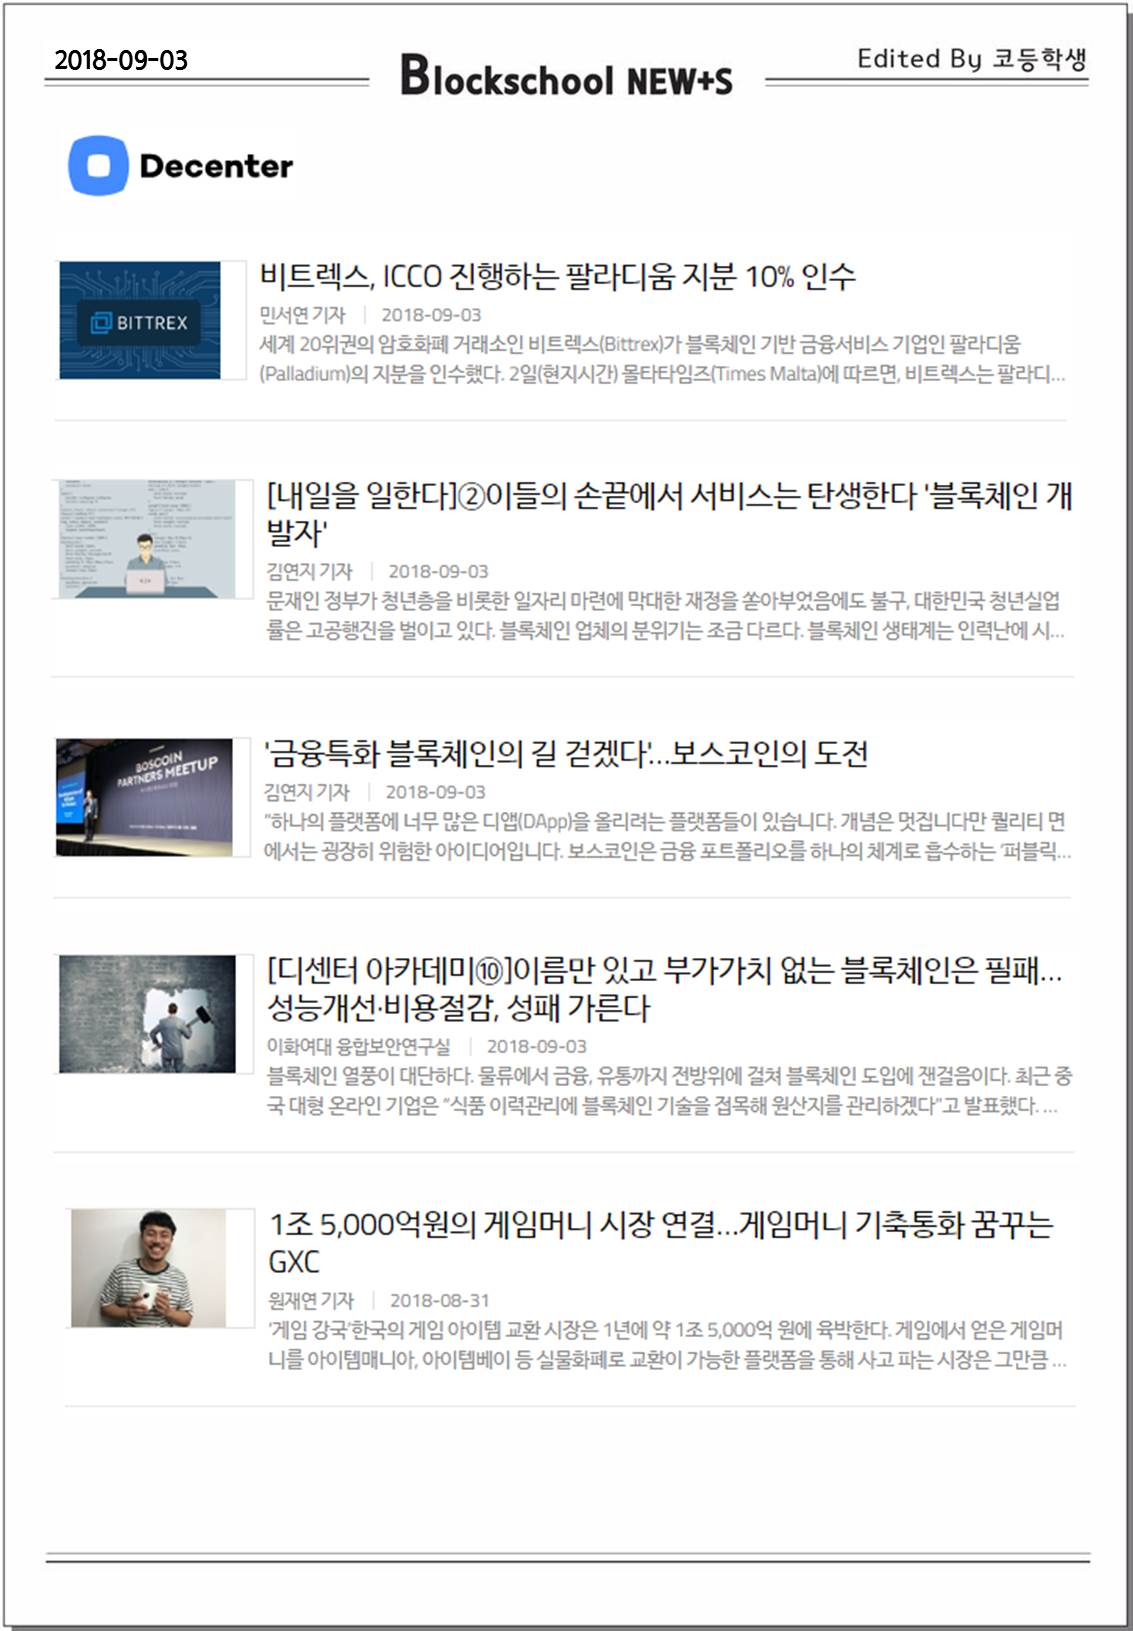 2018-09-03
Blockschool NEW+S
Edited By 코등학생
Decenter
BITTREX
비트렉스, ICCO 진행하는 팔라디움 지분 10% 인수
민서연 기자 | 2018-09-03
세계 20위권의 암호화폐 거래소인 비트렉스(Bittrex)가 블록체인 기반 금융서비스 기업인 팔라디움
(Palladium)의 지분을 인수했다. 2일(현지시간) 몰타타임즈(Times Malta)에 따르면, 비트렉스는 팔라디...
[내일을 일한다]②이들의 손끝에서 서비스는 탄생한다 '블록체인 개
발자'
김연지 기자 | 2018-09-03
문재인 정부가 청년층을 비롯한 일자리 마련에 막대한 재정을 쏟아부었음에도 불구, 대한민국 청년실업
률은 고공행진을 벌이고 있다. 블록체인 업체의 분위기는 조금 다르다. 블록체인 생태계는 인력난에 시...
BOSCOIN
PARTNERS MEETUP
'금융특화 블록체인의 길 걷겠다'...보스코인의 도전
김연지 기자 | 2018-09-03
"하나의 플랫폼에 너무 많은 디앱(DApp)을 올리려는 플랫폼들이 있습니다. 개념은 멋집니다만 퀄리티 면
에서는 굉장히 위험한 아이디어입니다. 보스코인은 금융 포트폴리오를 하나의 체계로 흡수하는 '퍼블릭...
[디센터 아카데미⑩]이름만 있고 부가가치 없는 블록체인은 필패...
성능개선·비용절감, 성패 가른다
이화여대 융합보안연구실 | 2018-09-03
블록체인 열풍이 대단하다. 물류에서 금융, 유통까지 전방위에 걸쳐 블록체인 도입에 잰걸음이다. 최근 중
국 대형 온라인 기업은 "식품 이력관리에 블록체인 기술을 접목해 원산지를 관리하겠다"고 발표했다. ...
1조 5,000억원의 게임머니 시장 연결...게임머니 기축통화 꿈꾸는
GXC
원재연 기자 | 2018-08-31
'게임 강국'한국의 게임 아이템 교환 시장은 1년에 약 1조 5,000억 원에 육박한다. 게임에서 얻은 게임머
니를 아이템매니아, 아이템베이 등 실물화폐로 교환이 가능한 플랫폼을 통해 사고 파는 시장은 그만큼 ...